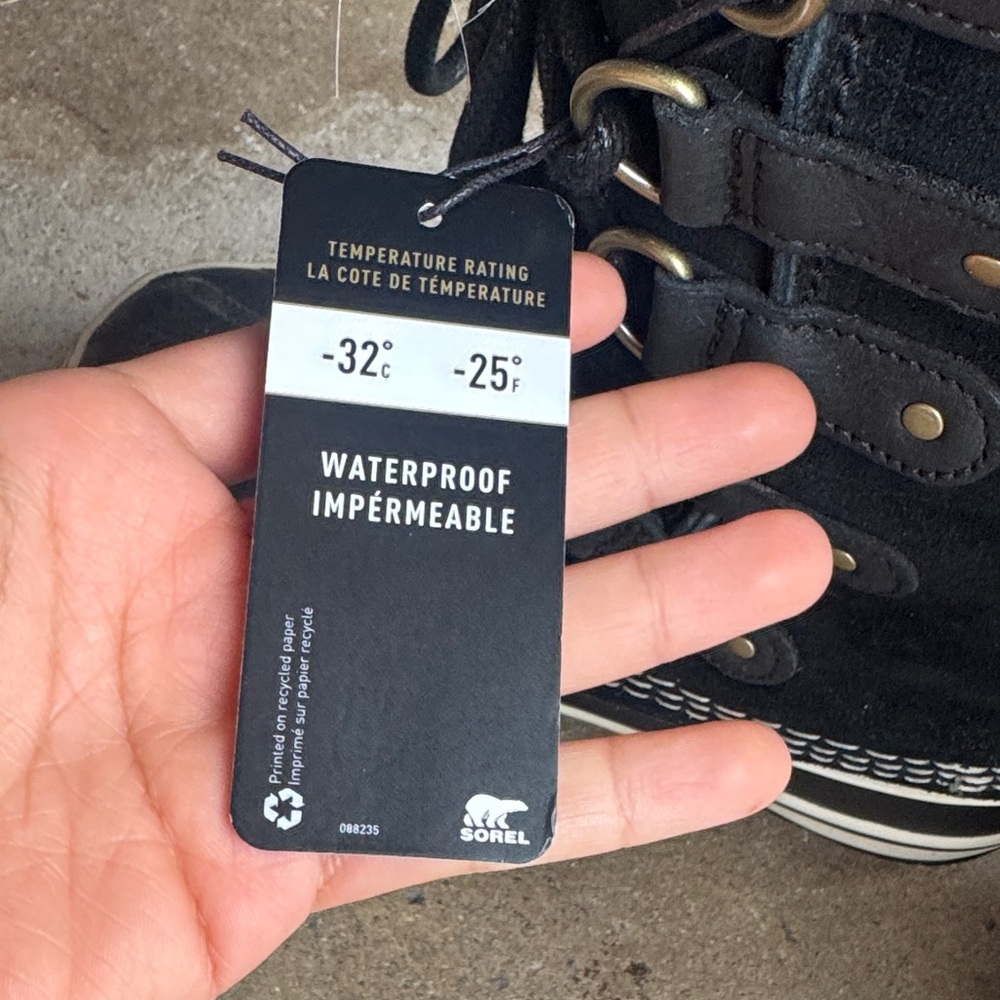 TEMPERATURE RATING
LA COTE DE TÉMPERATURE
-32°C -25°F
WATERPROOF
IMPÉRMEABLE
Printed on recycled paper
Imprimé sur papier recyclé
088235
SOREL